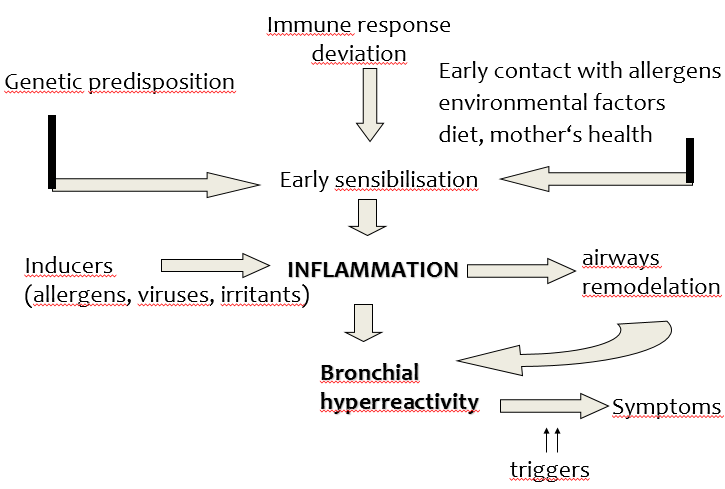 Immune response
deviation
Genetic predisposition
Early contact with allergens
environmental factors
diet, mother‘s health
Early sensibilisation
Inducers
(allergens, viruses, irritants)
INFLAMMATION
airways
remodelation
Bronchial
hyperreactivity
Symptoms
triggers